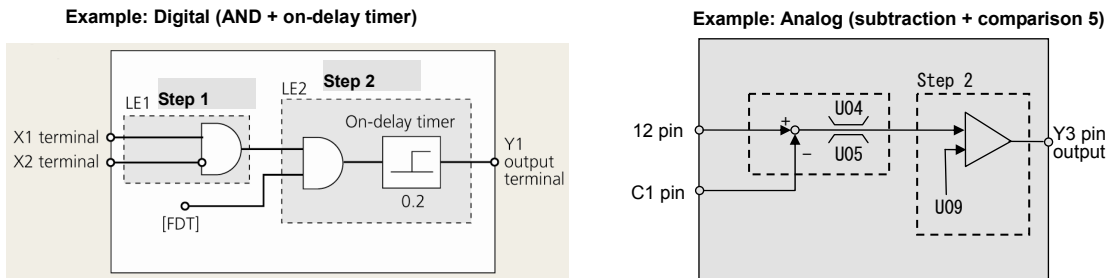 Example: Digital (AND + on-delay timer)
LE1 Step 1
LE2 Step 2
X1 terminal
X2 terminal
On-delay timer
0.2
[FDT]
Y1
output
terminal
Example: Analog (subtraction + comparison 5)
Step 2
12 pin
+
U04
−
U05
C1 pin
U09
Y3 pin
output